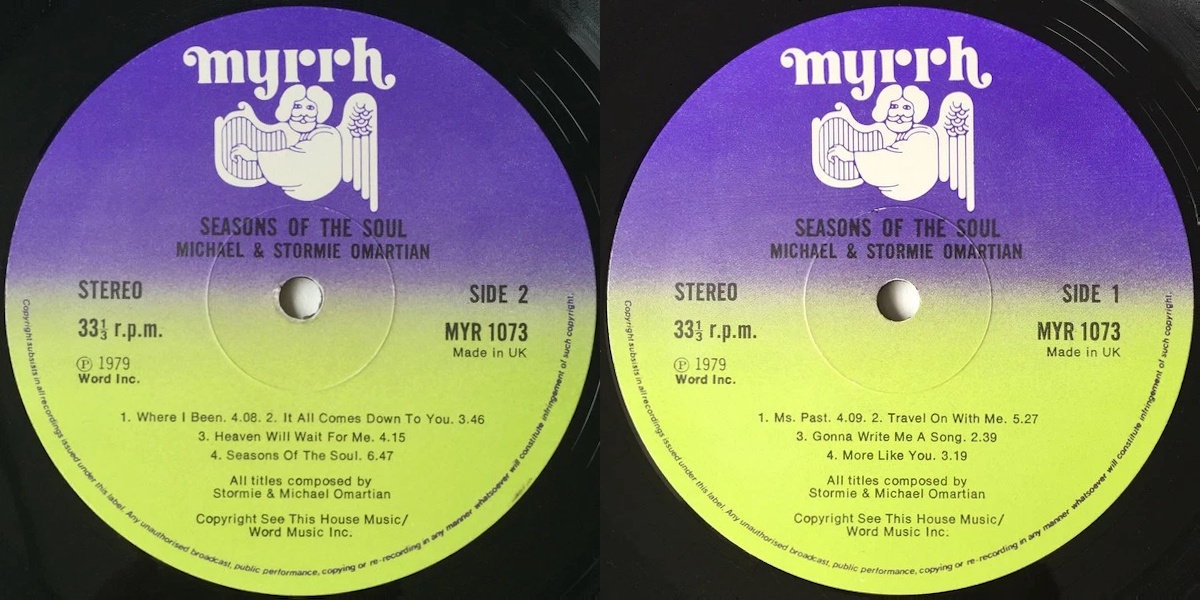 myrrh
SEASONS OF THE SOUL
MICHAEL & STORMIE OMARTIAN
STEREO
SIDE 2
33⅓ r.p.m.
MYR 1073
Made in UK
Ⓟ 1979
Word Inc.
1. Where I Been. 4.08. 2. It All Comes Down To You. 3.46
3. Heaven Will Wait For Me. 4.15
4. Seasons Of The Soul. 6.47
All titles composed by
Stormie & Michael Omartian
Copyright See This House Music/
Word Music Inc.
Copyright subsists in all recordings issued under this label. Any unauthorised broadcast, public performance, copying or re-recording in any manner whatsoever will constitute infringement of such copyright.
myrrh
SEASONS OF THE SOUL
MICHAEL & STORMIE OMARTIAN
STEREO
SIDE 1
33⅓ r.p.m.
MYR 1073
Made in UK
Ⓟ 1979
Word Inc.
1. Ms. Past. 4.09. 2. Travel On With Me. 5.27
3. Gonna Write Me A Song. 2.39
4. More Like You. 3.19
All titles composed by
Stormie & Michael Omartian
Copyright See This House Music/
Word Music Inc.
Copyright subsists in all recordings issued under this label. Any unauthorised broadcast, public performance, copying or re-recording in any manner whatsoever will constitute infringement of such copyright.